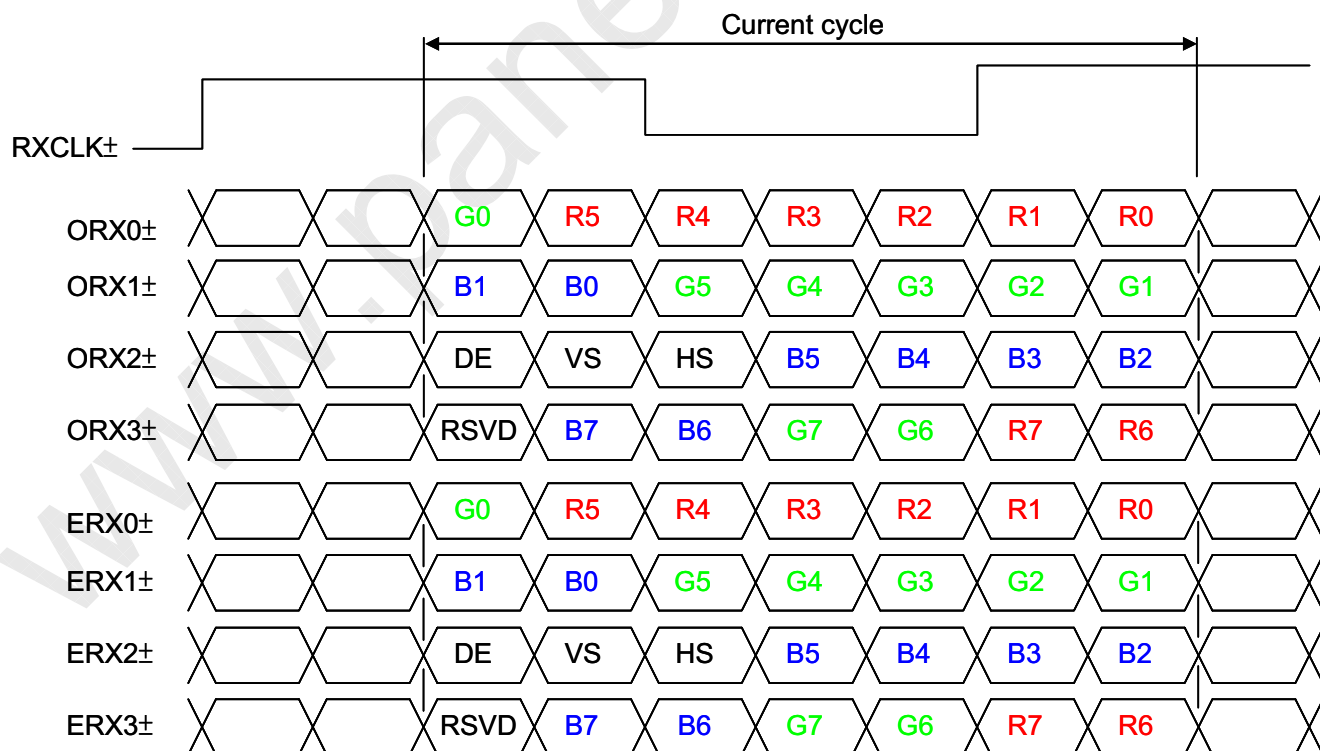 Current cycle
RXCLK±
ORX0± G0 R5 R4 R3 R2 R1 R0
ORX1± B1 B0 G5 G4 G3 G2 G1
ORX2± DE VS HS B5 B4 B3 B2
ORX3± RSVD B7 B6 G7 G6 R7 R6
ERX0± G0 R5 R4 R3 R2 R1 R0
ERX1± B1 B0 G5 G4 G3 G2 G1
ERX2± DE VS HS B5 B4 B3 B2
ERX3± RSVD B7 B6 G7 G6 R7 R6
www.pane